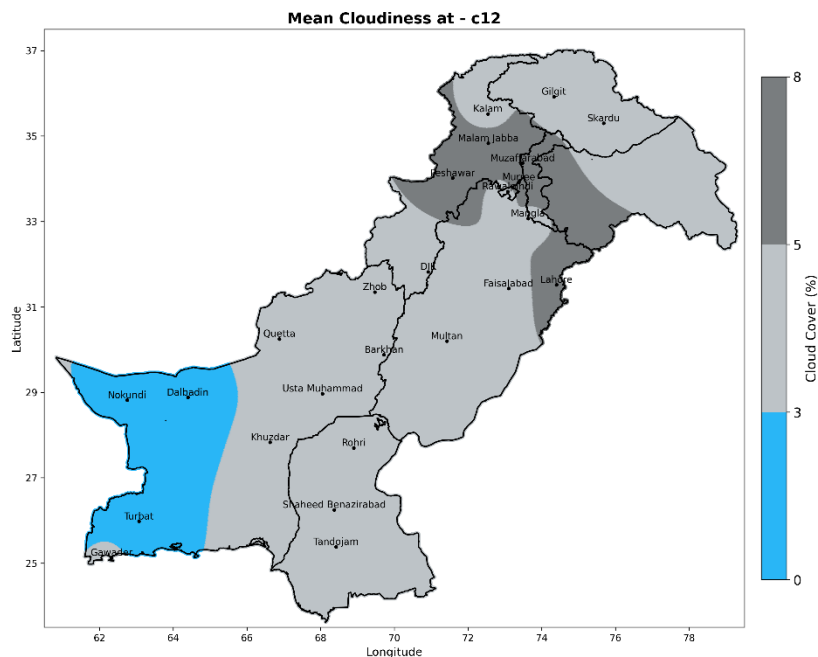 Mean Cloudiness at - c12
37
35
33
31
29
27
25
Latitude
62
64
66
68
70
72
74
76
78
Longitude
Kalam
Gilgit
Skardu
Malam Jabba
Muzaffarabad
Peshawar
Murree
Rawalpindi
Mangla
DIK
Zhob
Faisalabad
Lahore
Quetta
Multan
Barkhan
Nokundi
Dalbadin
Usta Muhammad
Khuzdar
Rohri
Shaheed Benazirabad
Turbat
Tandojam
Gawader
8
5
3
0
Cloud Cover (%)